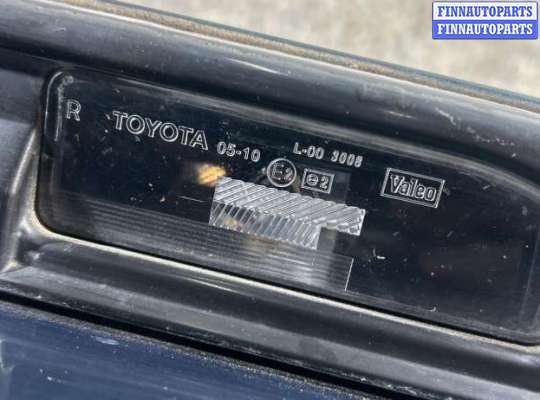 FINNAUTOPARTS
FINNAUTOPARTS
R TOYOTA 05-10 L-00 3008
E2 e2 Valeo